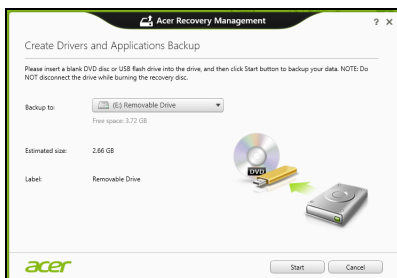 Acer Recovery Management
? X
Create Drivers and Applications Backup
Please insert a blank DVD disc or USB flash drive into the drive, and then click Start button to backup your data. NOTE: Do
NOT disconnect the drive while burning the recovery disc.
Backup to:
(E:) Removable Drive
Free space: 3.72 GB
Estimated size:
2.66 GB
DVD
Label:
Removable Drive
acer
Start
Cancel